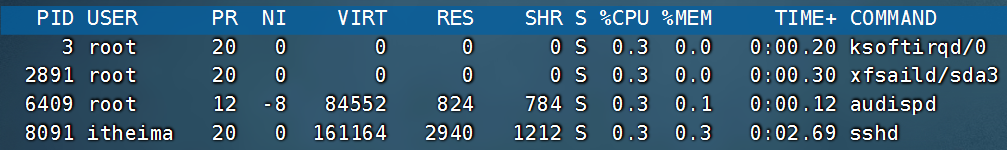 PID USER PR NI VIRT RES SHR S %CPU %MEM TIME+ COMMAND
3 root 20 0 0 0 0 S 0.3 0.0 0:00.20 ksoftirqd/0
2891 root 20 0 0 0 0 S 0.3 0.0 0:00.30 xfsaild/sda3
6409 root 12 -8 84552 824 784 S 0.3 0.1 0:00.12 audispd
8091 itheima 20 0 161164 2940 1212 S 0.3 0.3 0:02.69 sshd